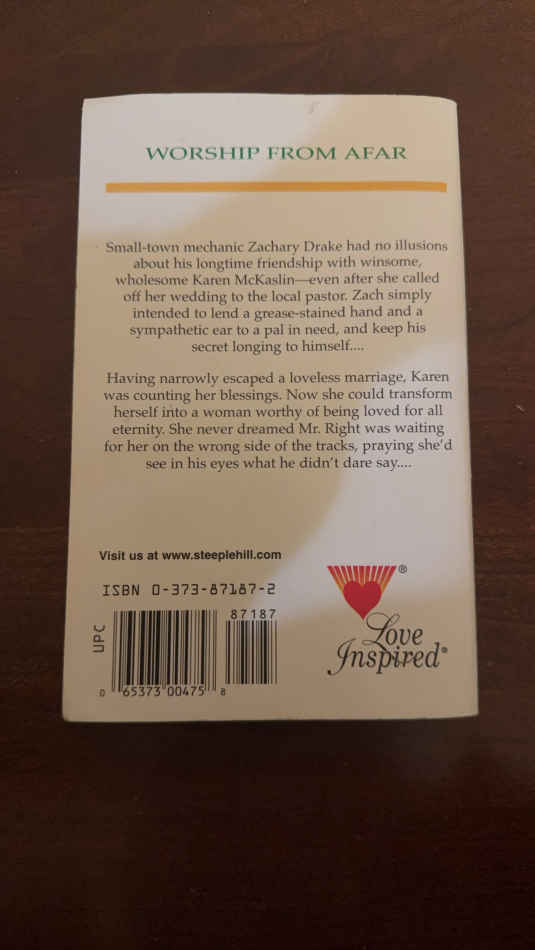 WORSHIP FROM AFAR
Small-town mechanic Zachary Drake had no illusions
about his longtime friendship with winsome,
wholesome Karen McKaslin—even after she called
off her wedding to the local pastor. Zach simply
intended to lend a grease-stained hand and a
sympathetic ear to a pal in need, and keep his
secret longing to himself....
Having narrowly escaped a loveless marriage, Karen
was counting her blessings. Now she could transform
herself into a woman worthy of being loved for all
eternity. She never dreamed Mr. Right was waiting
for her on the wrong side of the tracks, praying she'd
see in his eyes what he didn't dare say....
Visit us at www.steeplehill.com
ISBN 0-373-87187-2
87187
UPC
0 65373 00475 8
®
Love
Inspired®